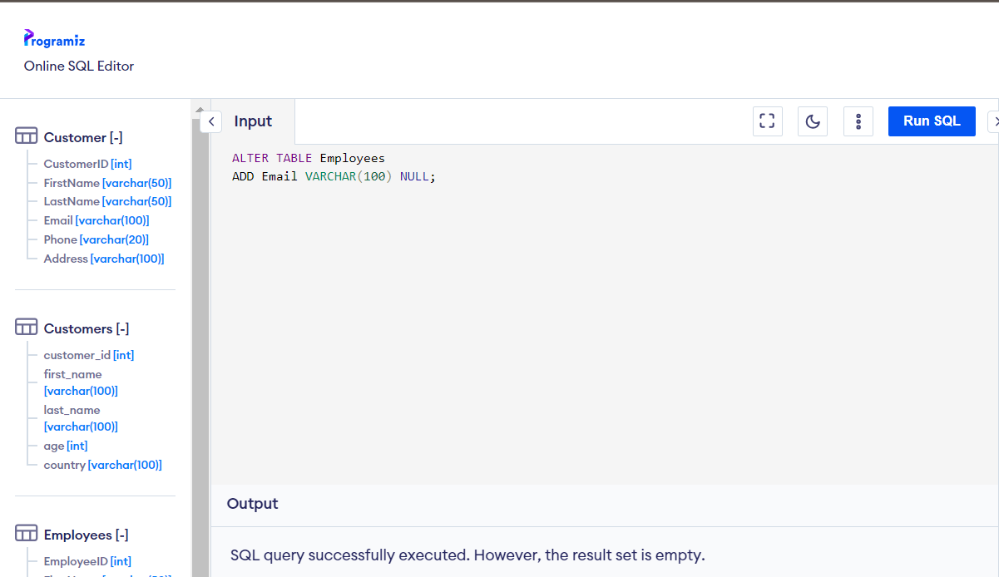 Programiz
Online SQL Editor
Customer [-]
CustomerID [int]
FirstName [varchar(50)]
LastName [varchar(50)]
Email [varchar(100)]
Phone [varchar(20)]
Address [varchar(100)]
Customers [-]
customer_id [int]
first_name
[varchar(100)]
last_name
[varchar(100)]
age [int]
country [varchar(100)]
Employees [-]
EmployeeID [int]
Input
Run SQL
ALTER TABLE Employees
ADD Email VARCHAR(100) NULL;
Output
SQL query successfully executed. However, the result set is empty.